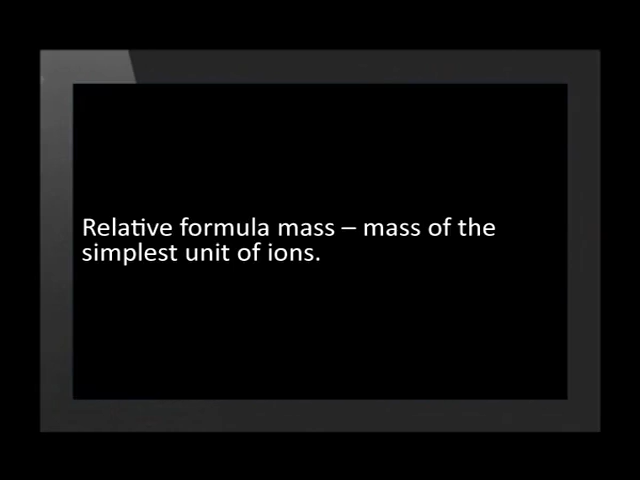 Relative formula mass – mass of the
simplest unit of ions.